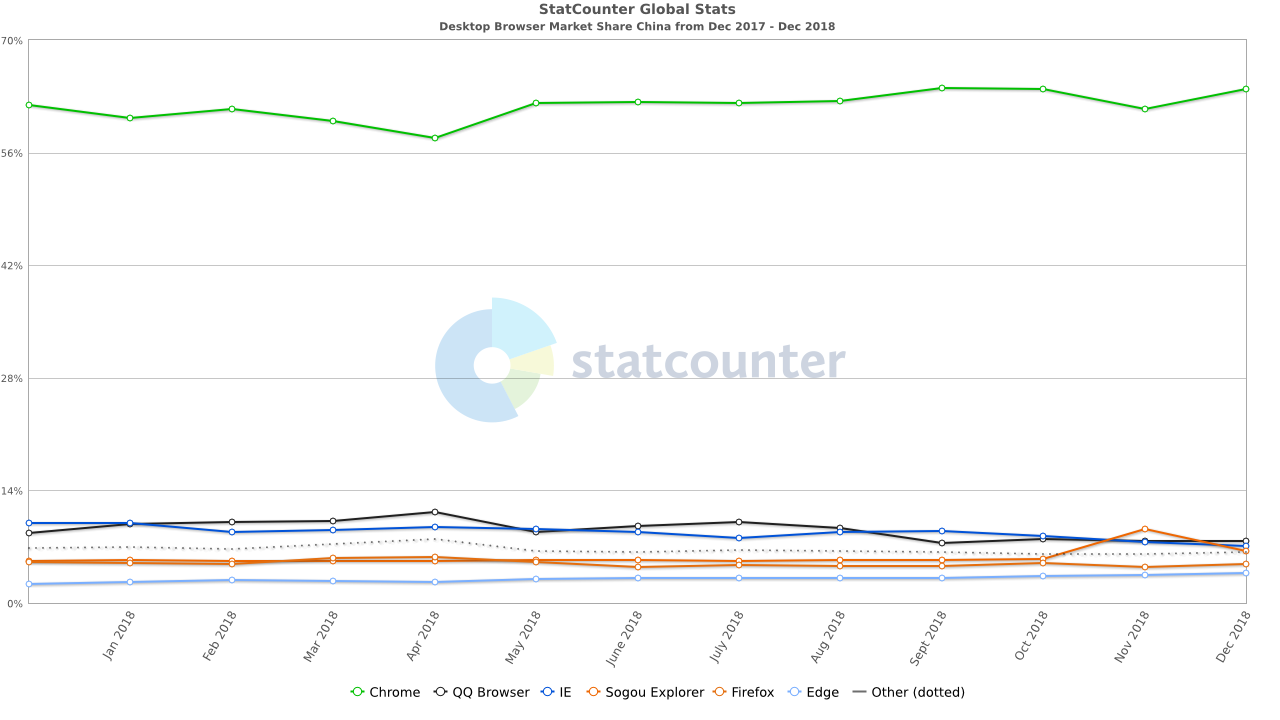 StatCounter Global Stats
Desktop Browser Market Share China from Dec 2017 - Dec 2018
70%
56%
42%
28%
14%
0%
statcounter
Jan 2018
Feb 2018
Mar 2018
Apr 2018
May 2018
June 2018
July 2018
Aug 2018
Sept 2018
Oct 2018
Nov 2018
Dec 2018
Chrome QQ Browser IE Sogou Explorer Firefox Edge Other (dotted)